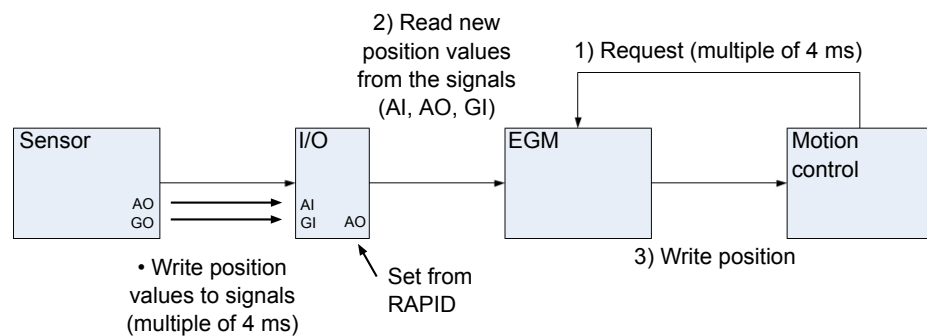 2) Read new
position values
from the signals
(AI, AO, GI)
1) Request (multiple of 4 ms)
Sensor
AO
GO
I/O
AI
GI
AO
EGM
Motion
control
• Write position
values to signals
(multiple of 4 ms)
Set from
RAPID
3) Write position